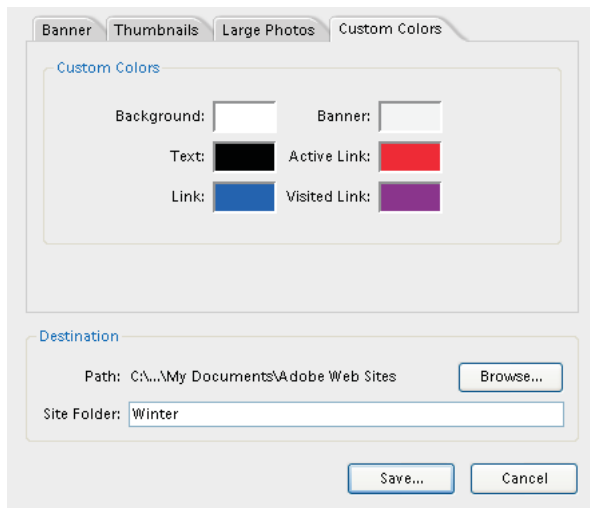 Banner Thumbnails Large Photos Custom Colors
Custom Colors
Background: Banner:
Text: Active Link:
Link: Visited Link:
Destination
Path: C:\...\My Documents\Adobe Web Sites Browse...
Site Folder: Winter
Save... Cancel